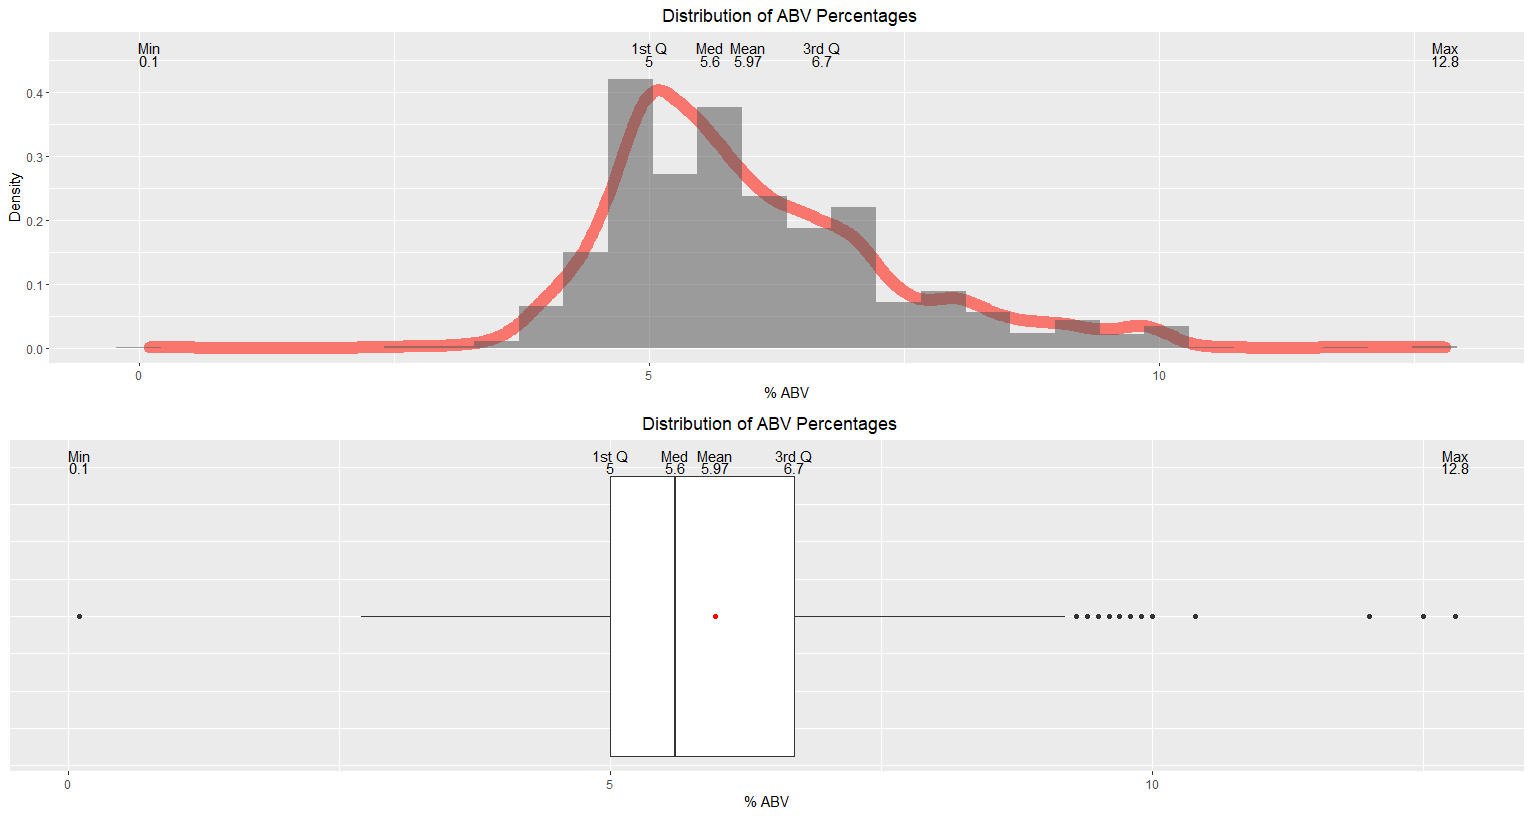 Distribution of ABV Percentages
Min 1st Q Med Mean 3rd Q Max
0.1 5 5.6 5.97 6.7 12.8
0.4
0.3
0.2
0.1
0.0
Density
0 5 10
% ABV
Distribution of ABV Percentages
Min 1st Q Med Mean 3rd Q Max
0.1 5 5.6 5.97 6.7 12.8
0 5 10
% ABV